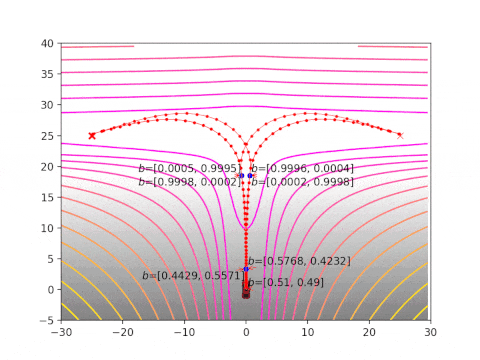 40
35
30
25
20
15
10
5
0
−5
b=[0.0005, 0.9995]
b=[0.9996, 0.0004]
b=[0.9998, 0.0002]
b=[0.0002, 0.9998]
b=[0.5768, 0.4232]
b=[0.4429, 0.5571]
b=[0.51, 0.49]
−30
−20
−10
0
10
20
30